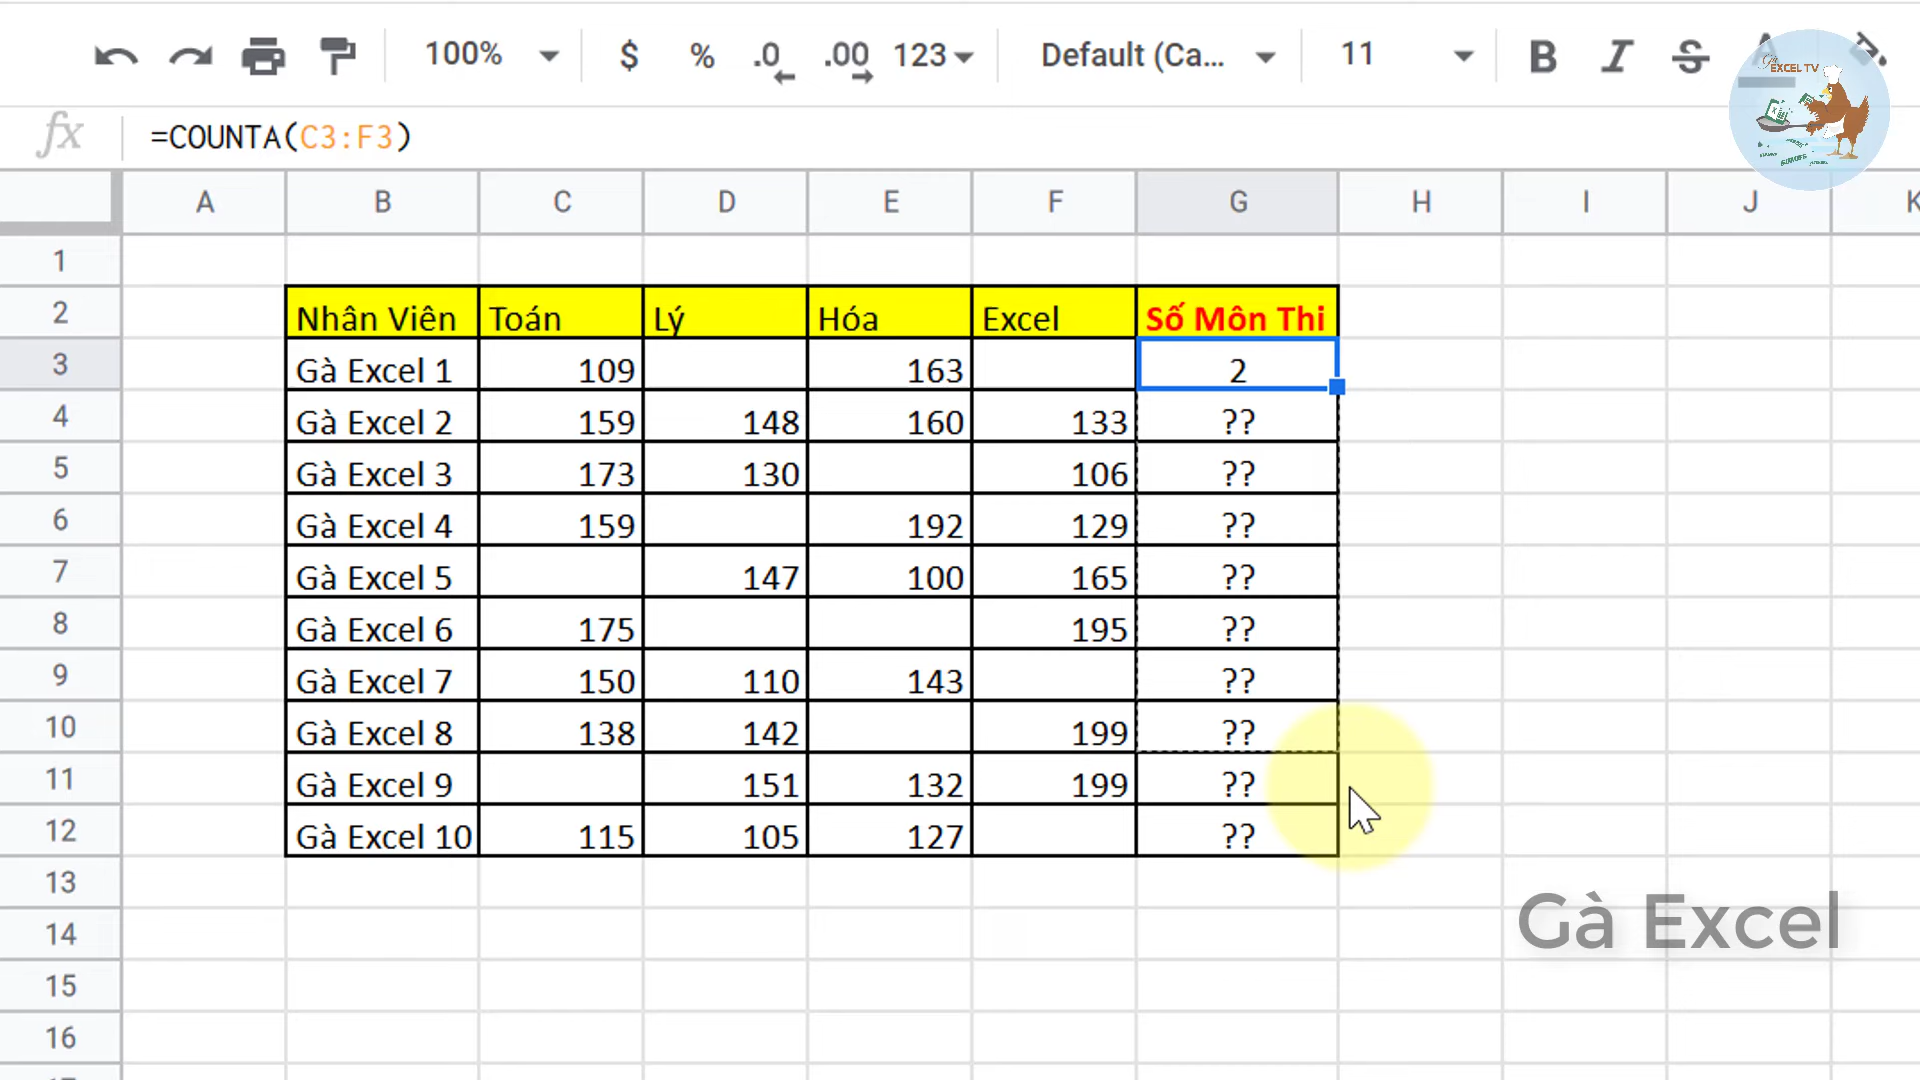 100% $ % .0 .00 123 Default (Ca... 11 B I S A
EXCEL TV
fx =COUNTA(C3:F3)
A B C D E F G H I J K
1
2 Nhân Viên Toán Lý Hóa Excel Số Môn Thi
3 Gà Excel 1 109 163 2
4 Gà Excel 2 159 148 160 133 ??
5 Gà Excel 3 173 130 106 ??
6 Gà Excel 4 159 192 129 ??
7 Gà Excel 5 147 100 165 ??
8 Gà Excel 6 175 195 ??
9 Gà Excel 7 150 110 143 ??
10 Gà Excel 8 138 142 199 ??
11 Gà Excel 9 151 132 199 ??
12 Gà Excel 10 115 105 127 ??
13
Gà Excel
14
15
16